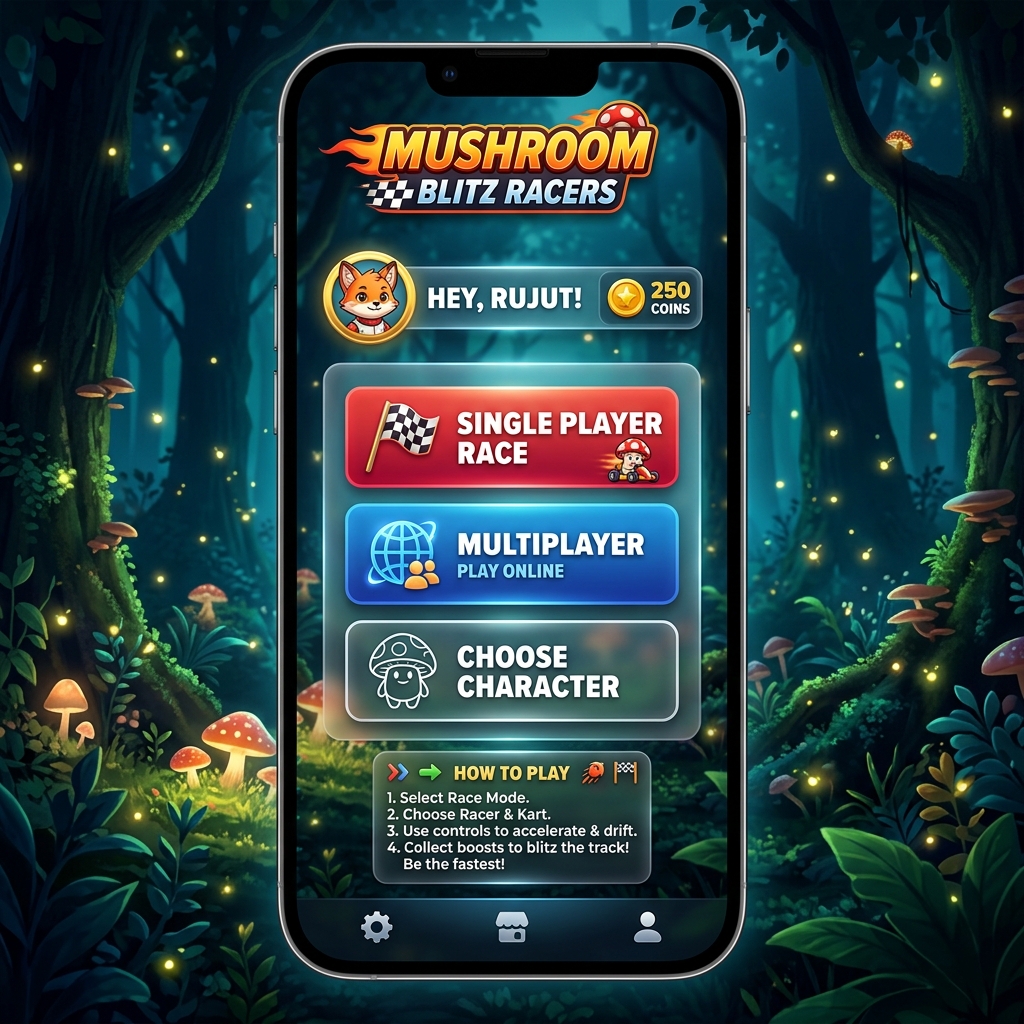 MUSHROOM
BLITZ RACERS
HEY, RUJUT!
250
COINS
SINGLE PLAYER
RACE
MULTIPLAYER
PLAY ONLINE
CHOOSE
CHARACTER
HOW TO PLAY
1. Select Race Mode.
2. Choose Racer & Kart.
3. Use controls to accelerate & drift.
4. Collect boosts to blitz the track!
Be the fastest!